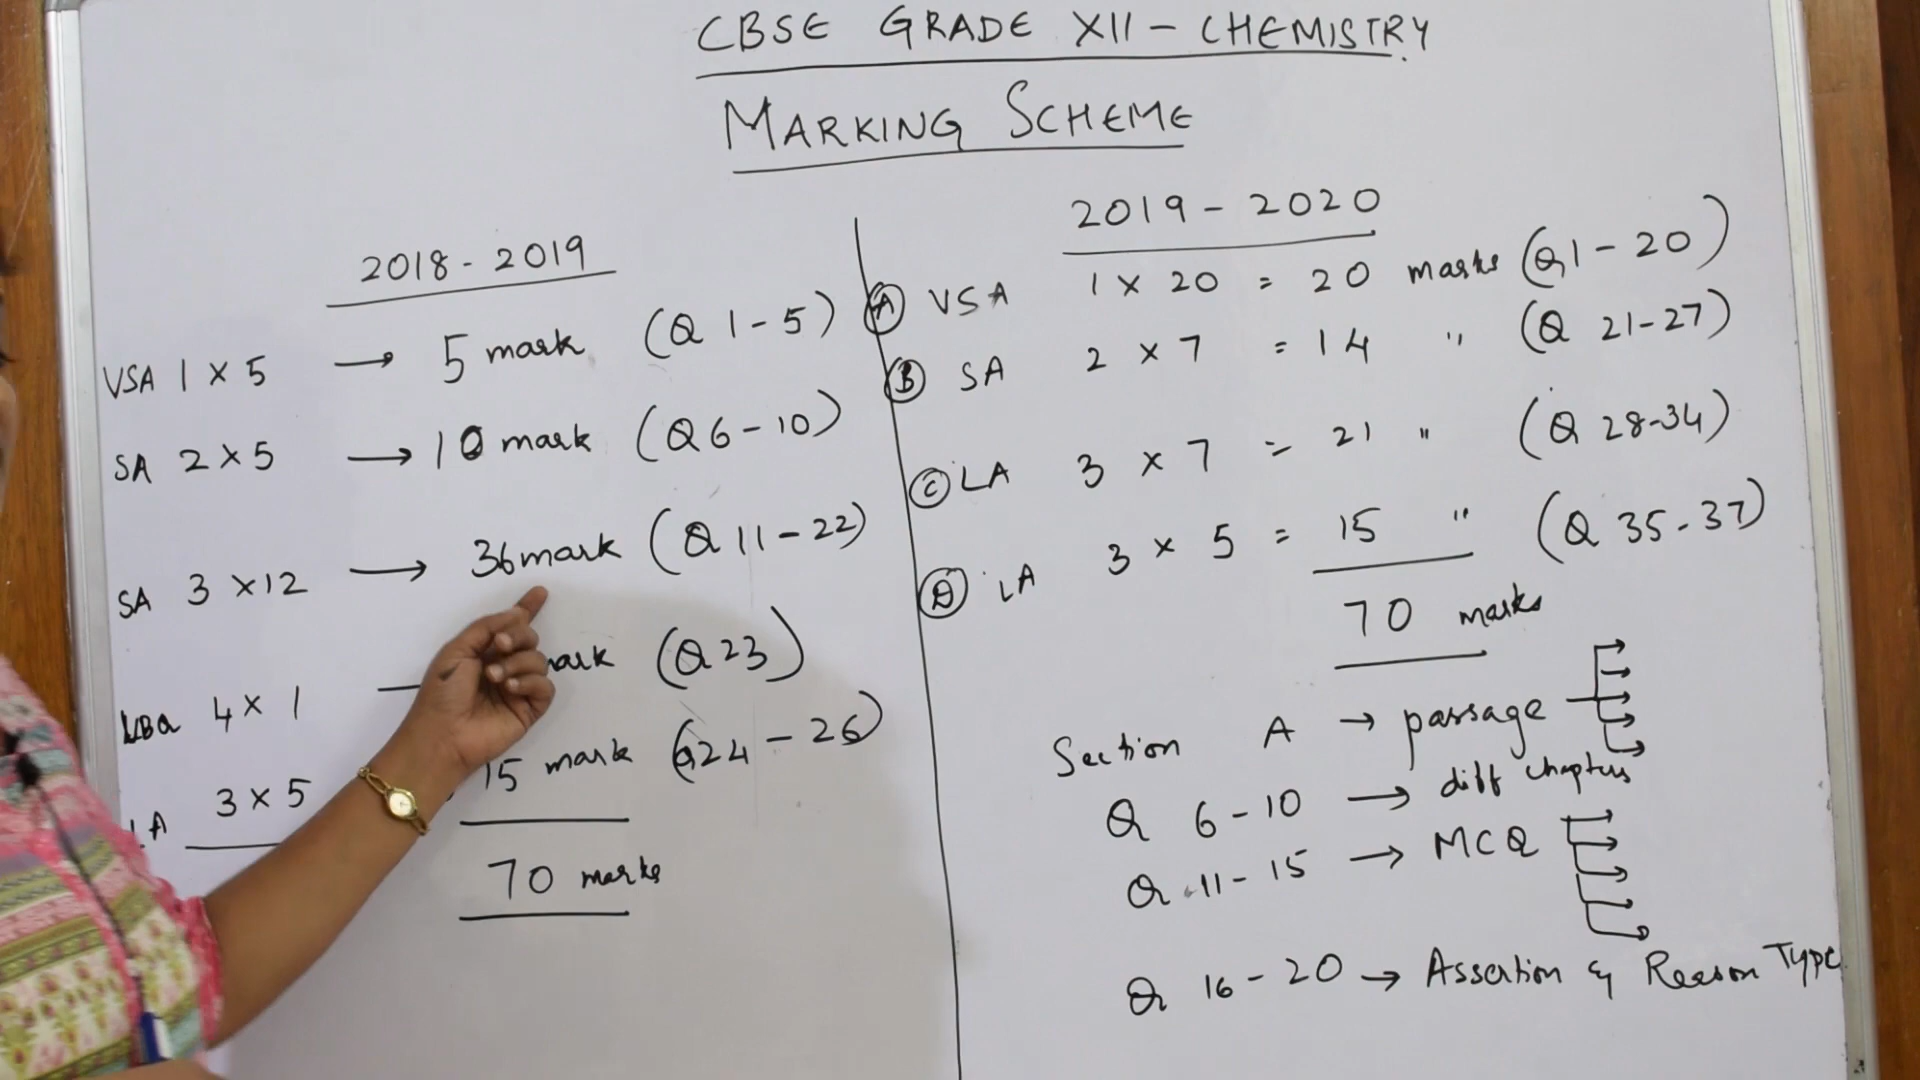 CBSE GRADE XII - CHEMISTRY
MARKING SCHEME
2018 - 2019
VSA 1 x 5 → 5 mark (Q 1 - 5)
SA 2 x 5 → 10 mark (Q 6 - 10)
SA 3 x 12 → 36 mark (Q 11 - 22)
4 x 1 (Q 23)
LA 3 x 5 15 mark (Q 24 - 26)
70 marks
2019 - 2020
A VSA 1 x 20 = 20 marks (Q 1 - 20)
B SA 2 x 7 = 14 " (Q 21 - 27)
C LA 3 x 7 = 21 " (Q 28 - 34)
D LA 3 x 5 = 15 " (Q 35 - 37)
70 marks
Section A → passage
Q 6 - 10 → diff chapters
Q 11 - 15 → MCQ
Q 16 - 20 → Assertion & Reason Type